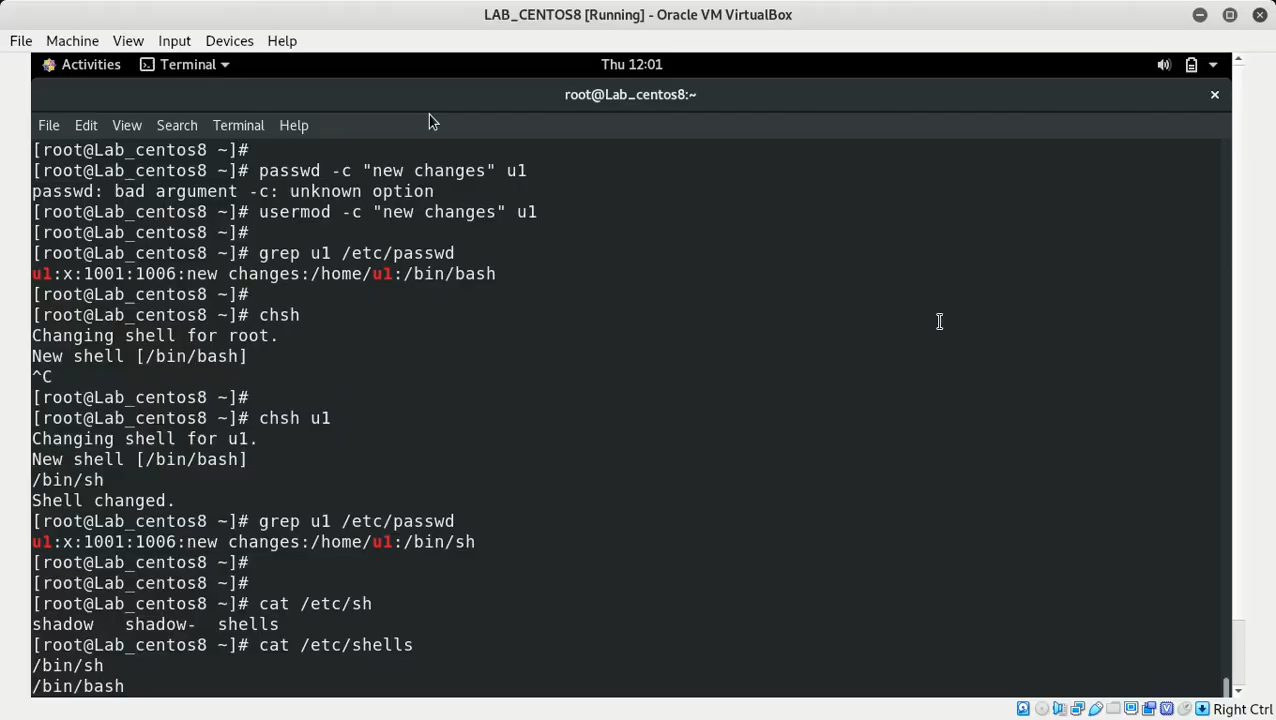 LAB_CENTOS8 [Running] - Oracle VM VirtualBox
File Machine View Input Devices Help
Activities Terminal Thu 12:01
root@Lab_centos8:~
File Edit View Search Terminal Help
[root@Lab_centos8 ~]#
[root@Lab_centos8 ~]# passwd -c "new changes" u1
passwd: bad argument -c: unknown option
[root@Lab_centos8 ~]# usermod -c "new changes" u1
[root@Lab_centos8 ~]#
[root@Lab_centos8 ~]# grep u1 /etc/passwd
u1:x:1001:1006:new changes:/home/u1:/bin/bash
[root@Lab_centos8 ~]#
[root@Lab_centos8 ~]# chsh
Changing shell for root.
New shell [/bin/bash]
^C
[root@Lab_centos8 ~]#
[root@Lab_centos8 ~]# chsh u1
Changing shell for u1.
New shell [/bin/bash]
/bin/sh
Shell changed.
[root@Lab_centos8 ~]# grep u1 /etc/passwd
u1:x:1001:1006:new changes:/home/u1:/bin/sh
[root@Lab_centos8 ~]#
[root@Lab_centos8 ~]#
[root@Lab_centos8 ~]# cat /etc/sh
shadow shadow- shells
[root@Lab_centos8 ~]# cat /etc/shells
/bin/sh
/bin/bash
Right Ctrl